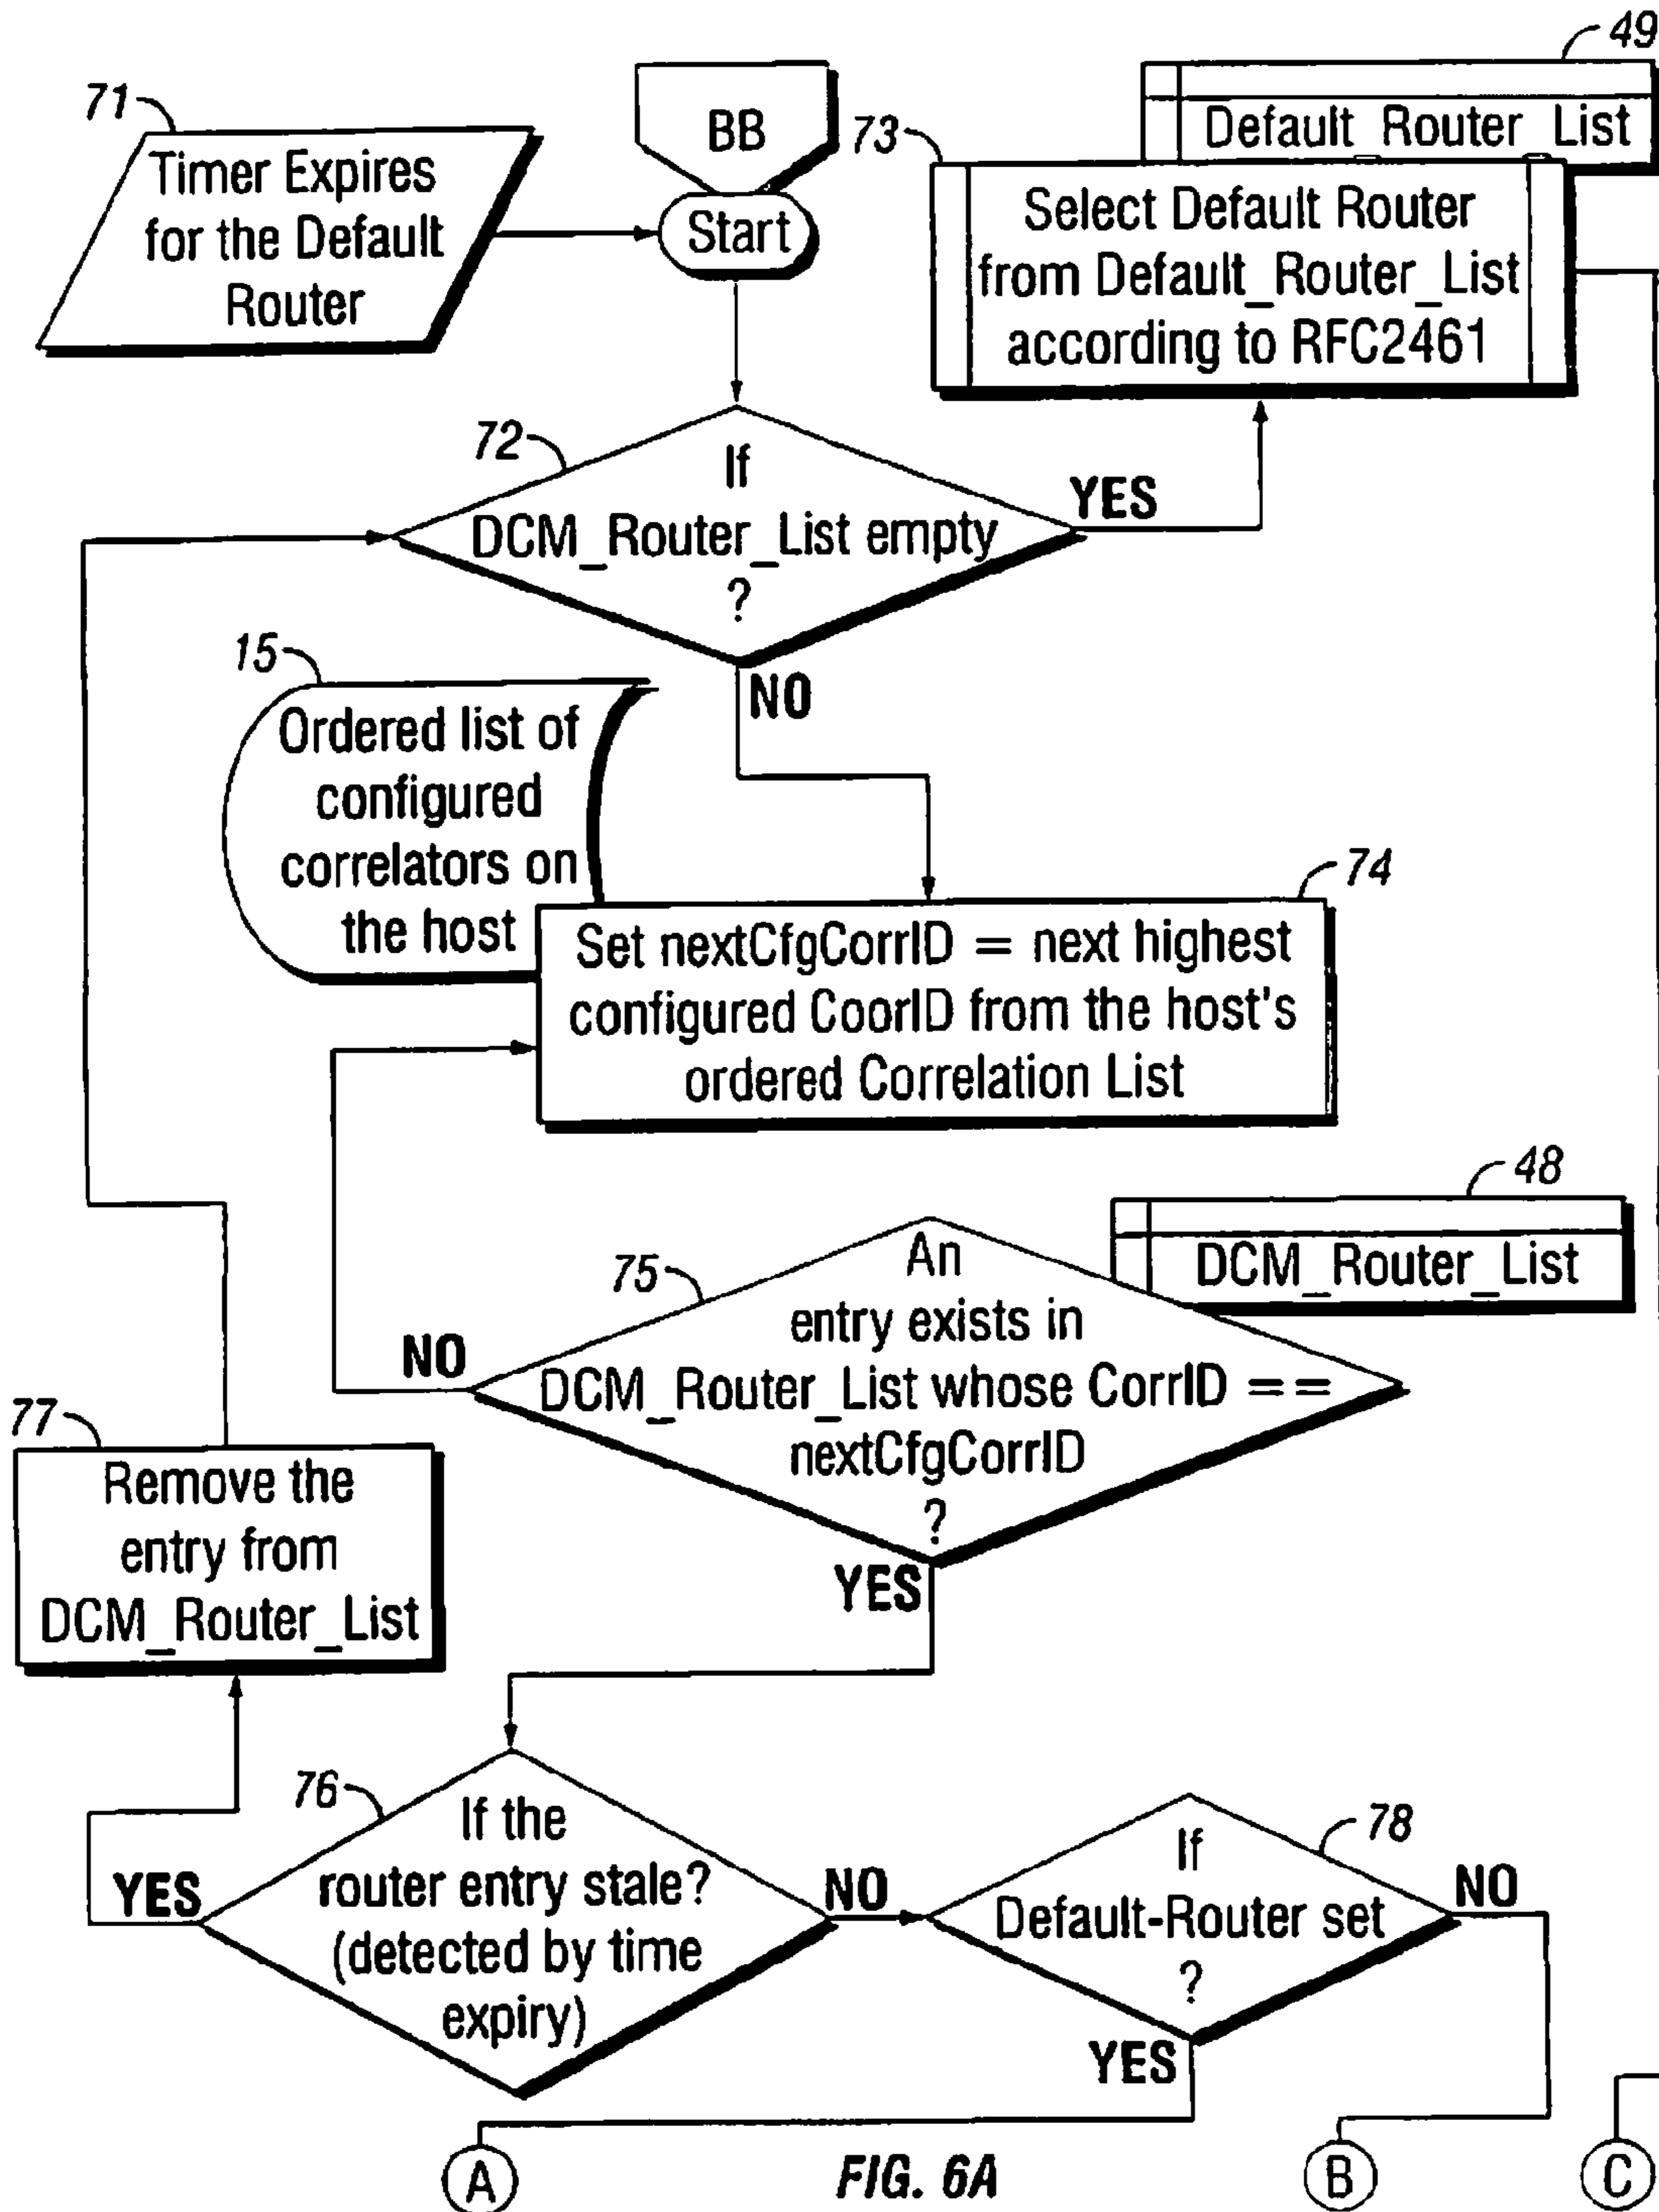 49
71
BB
73
Default_Router_List
Timer Expires
for the Default
Router
Start
Select Default Router
from Default_Router_List
according to RFC2461
72
If
DCM_Router_List empty
?
YES
NO
15
Ordered list of
configured
correlators on
the host
74
Set nextCfgCorrID = next highest
configured CoorID from the host's
ordered Correlation List
48
DCM_Router_List
75
An
entry exists in
DCM_Router_List whose CorrID ==
nextCfgCorrID
?
NO
YES
77
Remove the
entry from
DCM_Router_List
76
If the
router entry stale?
(detected by time
expiry)
YES
NO
78
If
Default-Router set
?
NO
YES
A
FIG. 6A
B
C